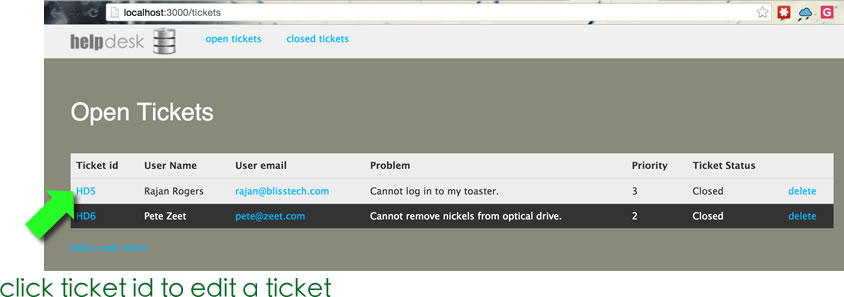 localhost:3000/tickets
helpdesk open tickets closed tickets
Open Tickets
Ticket id User Name User email Problem Priority Ticket Status
HD5 Rajan Rogers rajan@blisstech.com Cannot log in to my toaster. 3 Closed delete
HD6 Pete Zeet pete@zeet.com Cannot remove nickels from optical drive. 2 Closed delete
Add a new ticket
click ticket id to edit a ticket